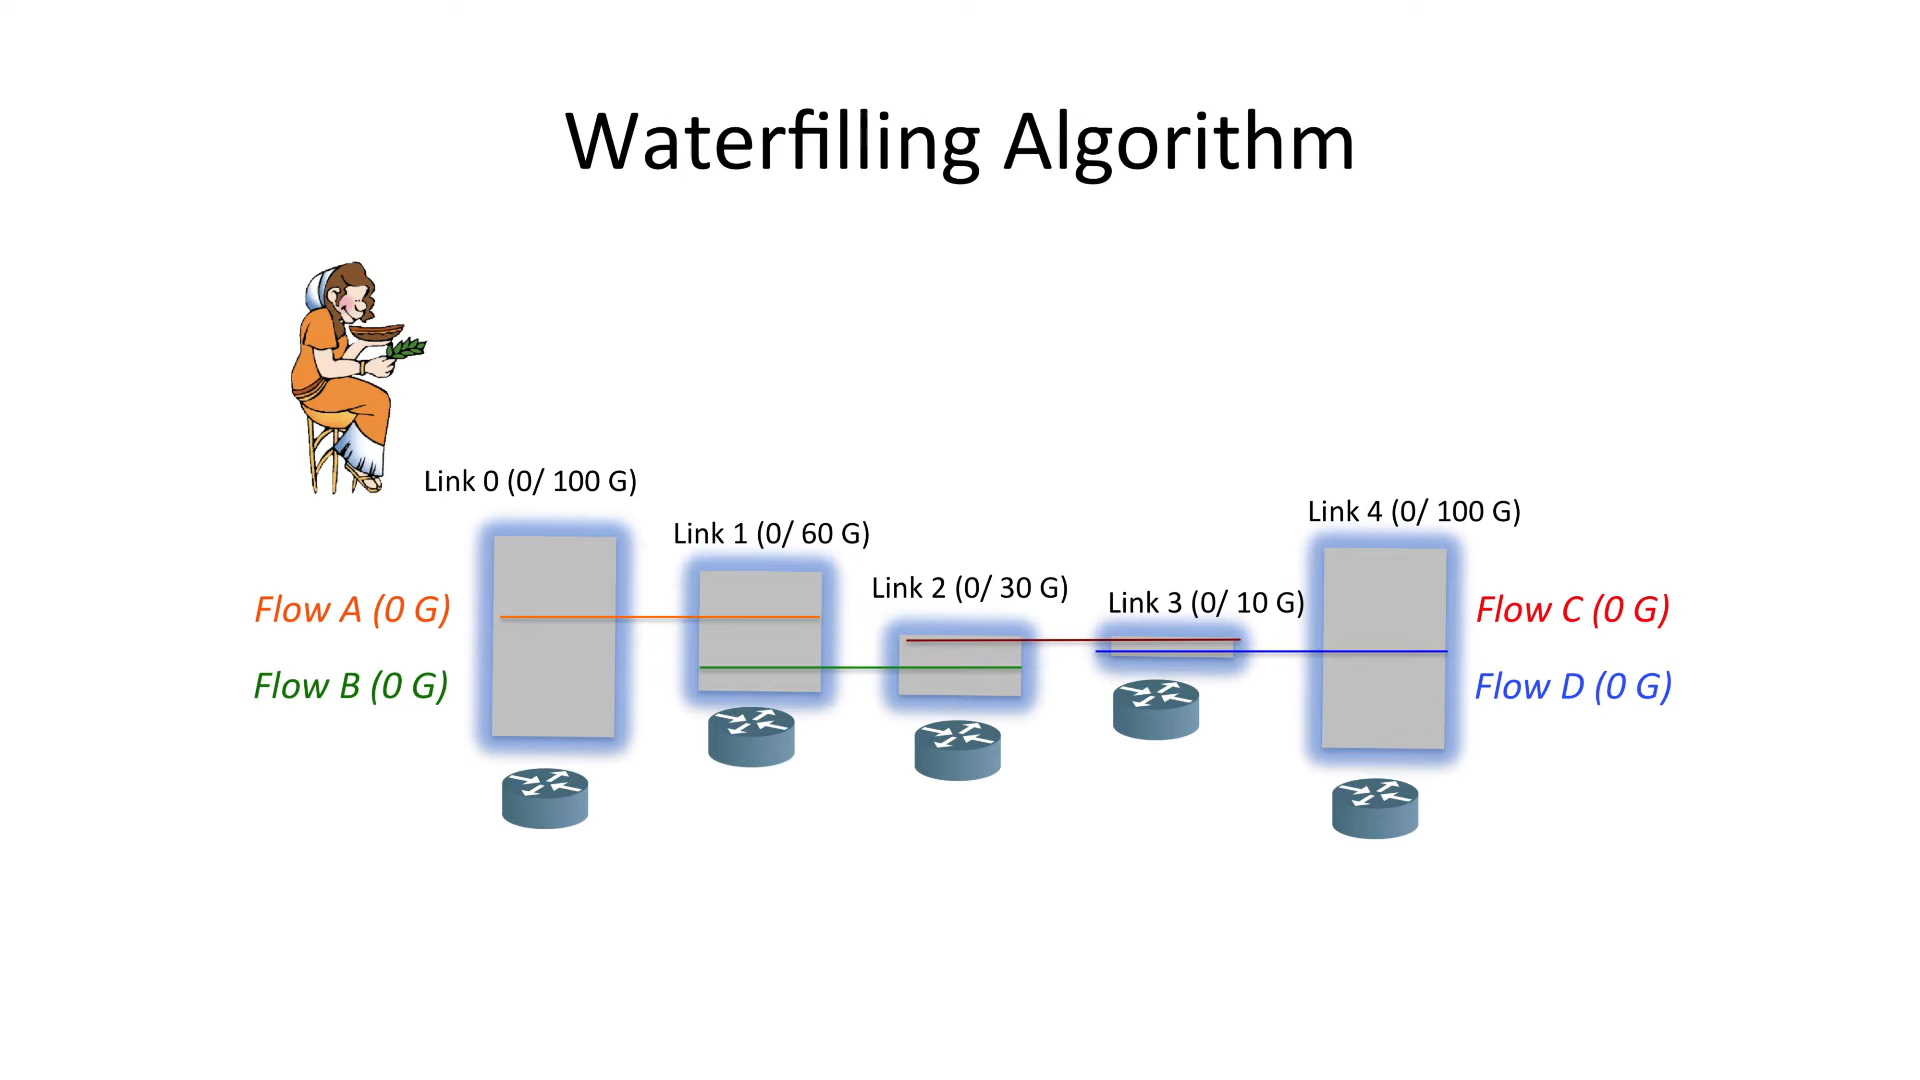 Waterfilling Algorithm
Link 0 (0/ 100 G)
Link 1 (0/ 60 G)
Link 2 (0/ 30 G)
Link 3 (0/ 10 G)
Link 4 (0/ 100 G)
Flow A (0 G)
Flow B (0 G)
Flow C (0 G)
Flow D (0 G)